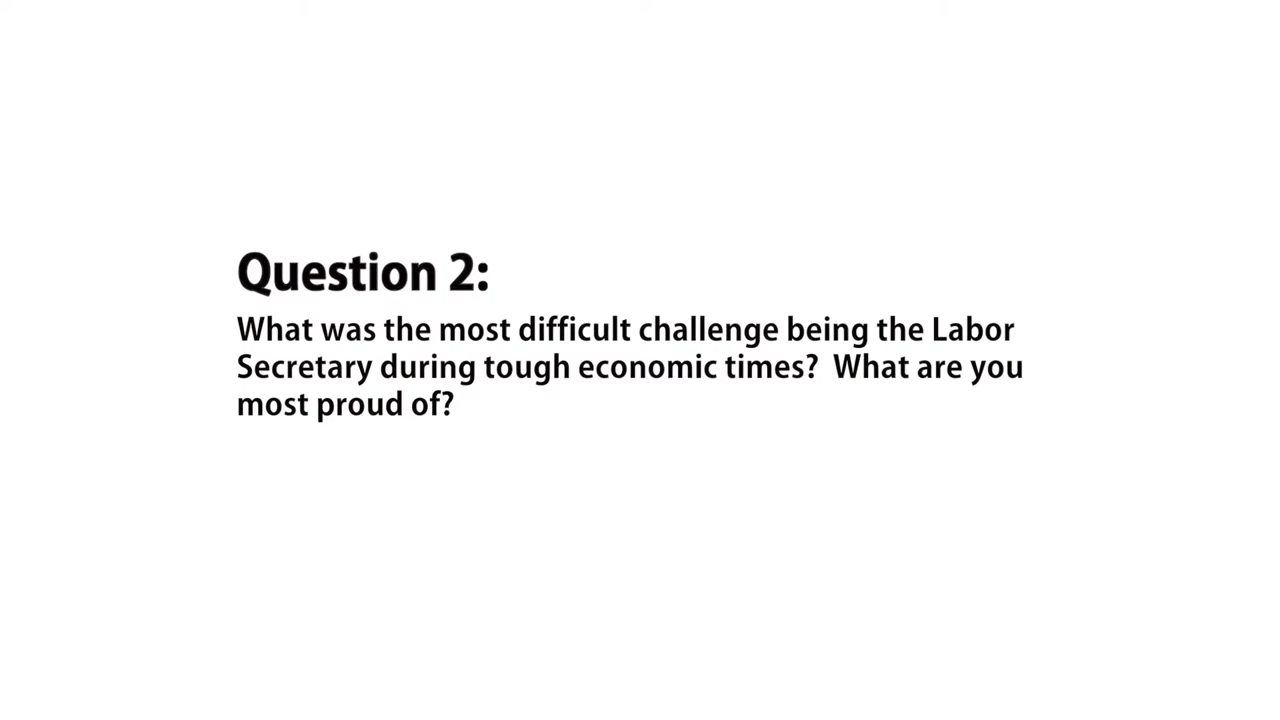 Question 2:
What was the most difficult challenge being the Labor
Secretary during tough economic times?  What are you
most proud of?